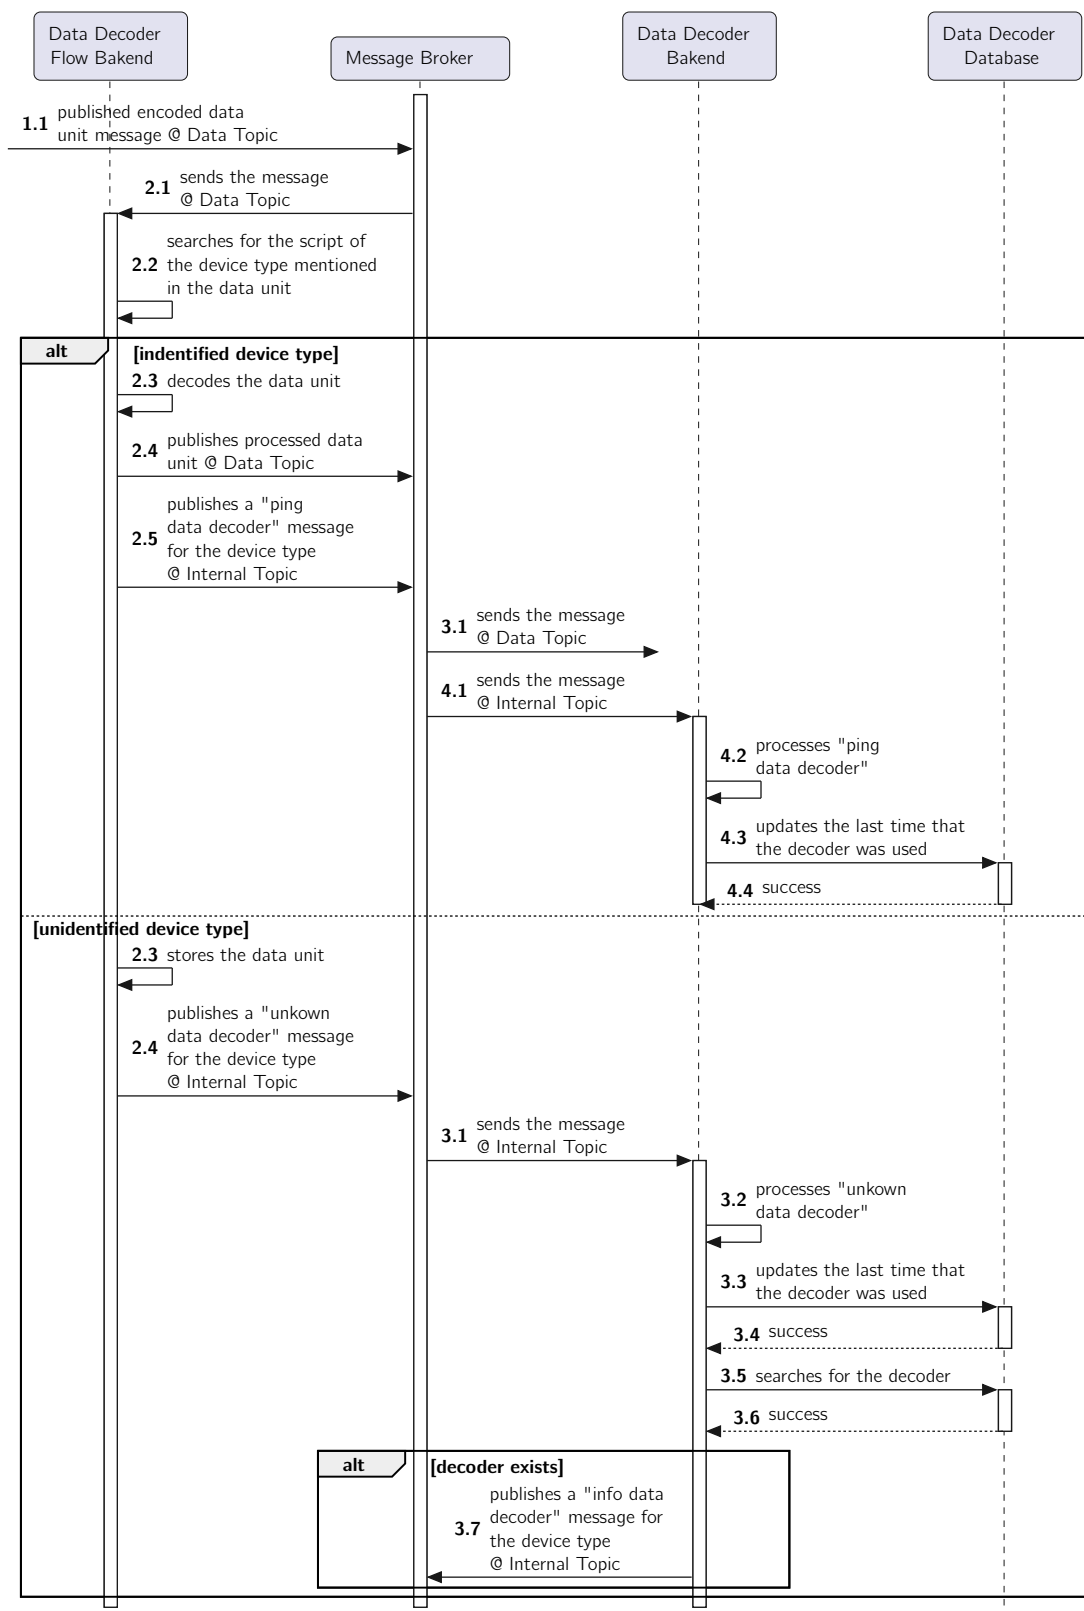 Data Decoder
Flow Bakend
Message Broker
Data Decoder
Bakend
Data Decoder
Database
1.1 published encoded data
unit message @ Data Topic
2.1 sends the message
@ Data Topic
2.2 searches for the script of
the device type mentioned
in the data unit
alt [indentified device type]
2.3 decodes the data unit
2.4 publishes processed data
unit @ Data Topic
2.5 publishes a "ping
data decoder" message
for the device type
@ Internal Topic
3.1 sends the message
@ Data Topic
4.1 sends the message
@ Internal Topic
4.2 processes "ping
data decoder"
4.3 updates the last time that
the decoder was used
4.4 success
[unidentified device type]
2.3 stores the data unit
2.4 publishes a "unkown
data decoder" message
for the device type
@ Internal Topic
3.1 sends the message
@ Internal Topic
3.2 processes "unkown
data decoder"
3.3 updates the last time that
the decoder was used
3.4 success
3.5 searches for the decoder
3.6 success
alt [decoder exists]
3.7 publishes a "info data
decoder" message for
the device type
@ Internal Topic